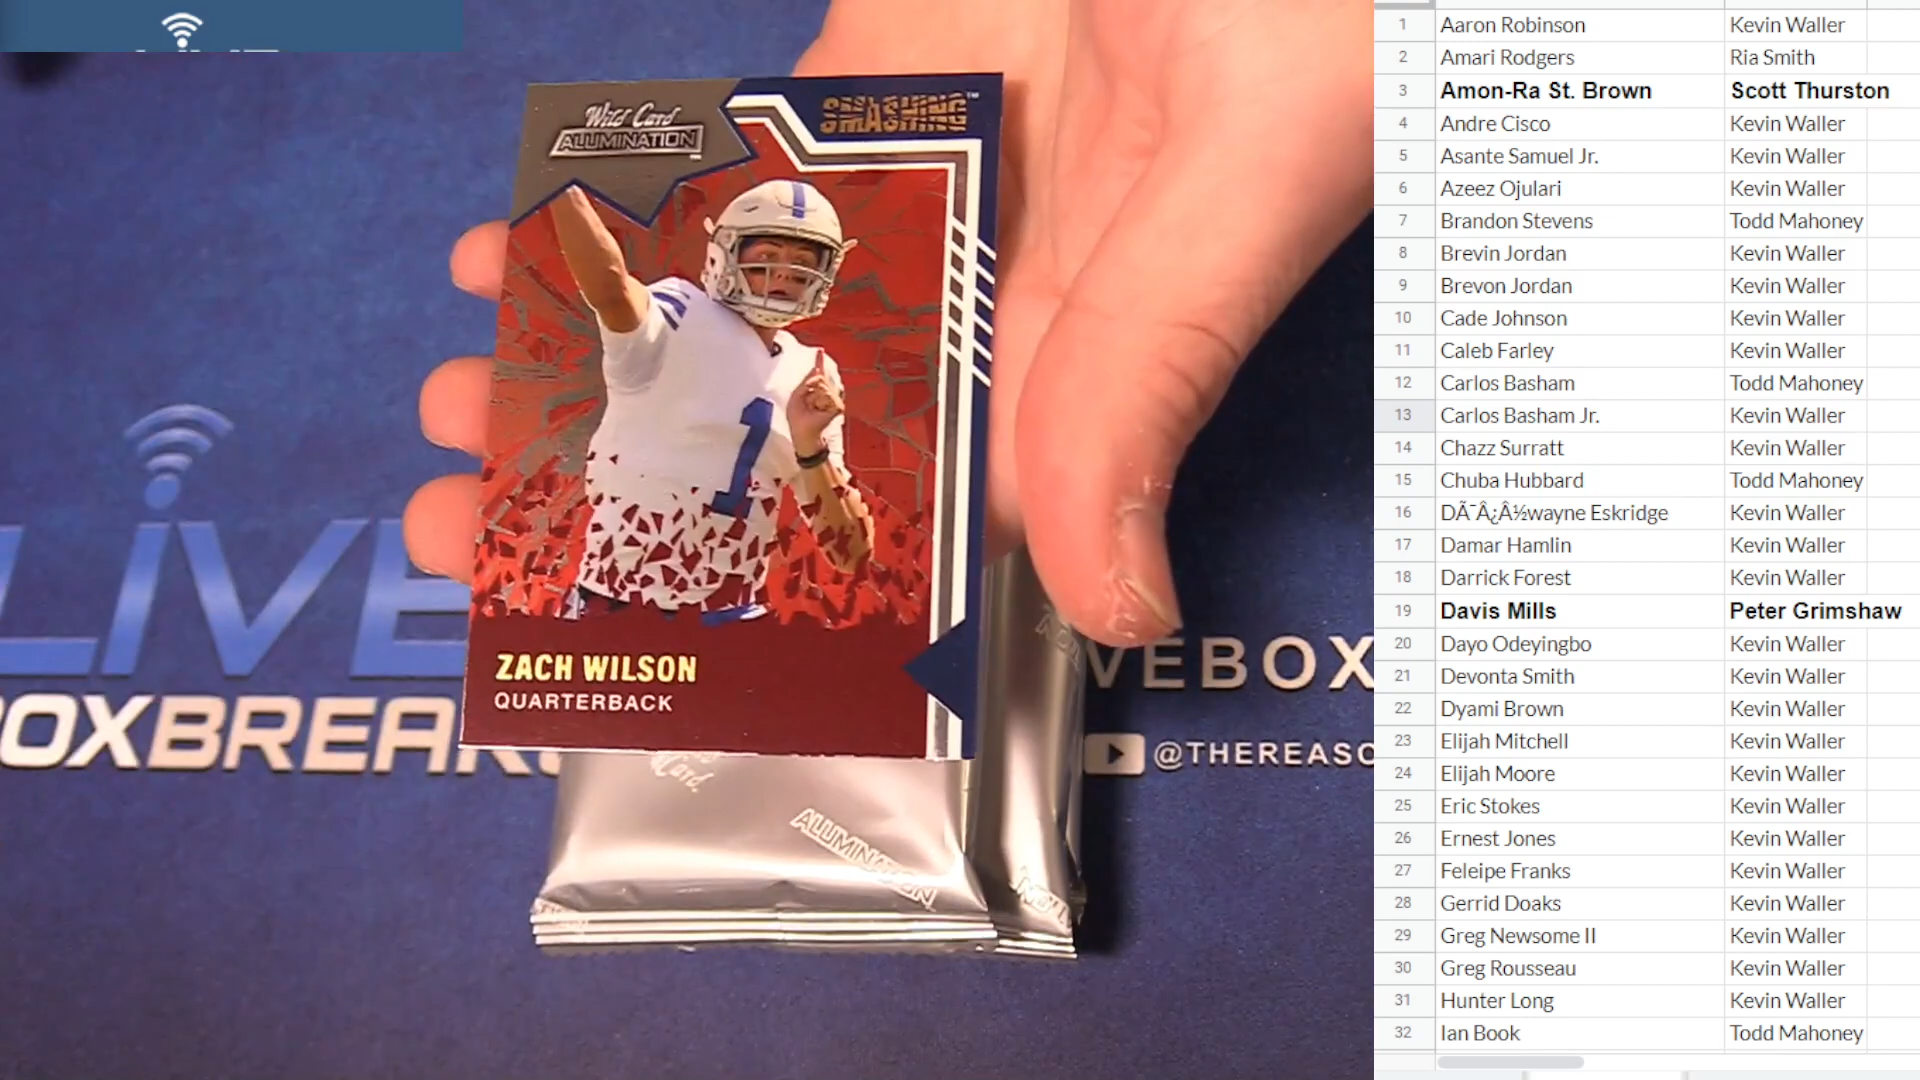 Wild Card
ALUMINATION
SMASHING™
1
ZACH WILSON
QUARTERBACK
LiVE
OXBREA
VEBOX
@THEREASO
Card.
ALUMINATION
1 Aaron Robinson Kevin Waller
2 Amari Rodgers Ria Smith
3 Amon-Ra St. Brown Scott Thurston
4 Andre Cisco Kevin Waller
5 Asante Samuel Jr. Kevin Waller
6 Azeez Ojulari Kevin Waller
7 Brandon Stevens Todd Mahoney
8 Brevin Jordan Kevin Waller
9 Brevon Jordan Kevin Waller
10 Cade Johnson Kevin Waller
11 Caleb Farley Kevin Waller
12 Carlos Basham Todd Mahoney
13 Carlos Basham Jr. Kevin Waller
14 Chazz Surratt Kevin Waller
15 Chuba Hubbard Todd Mahoney
16 DÃ¯Â¿Â½wayne Eskridge Kevin Waller
17 Damar Hamlin Kevin Waller
18 Darrick Forest Kevin Waller
19 Davis Mills Peter Grimshaw
20 Dayo Odeyingbo Kevin Waller
21 Devonta Smith Kevin Waller
22 Dyami Brown Kevin Waller
23 Elijah Mitchell Kevin Waller
24 Elijah Moore Kevin Waller
25 Eric Stokes Kevin Waller
26 Ernest Jones Kevin Waller
27 Feleipe Franks Kevin Waller
28 Gerrid Doaks Kevin Waller
29 Greg Newsome II Kevin Waller
30 Greg Rousseau Kevin Waller
31 Hunter Long Kevin Waller
32 Ian Book Todd Mahoney